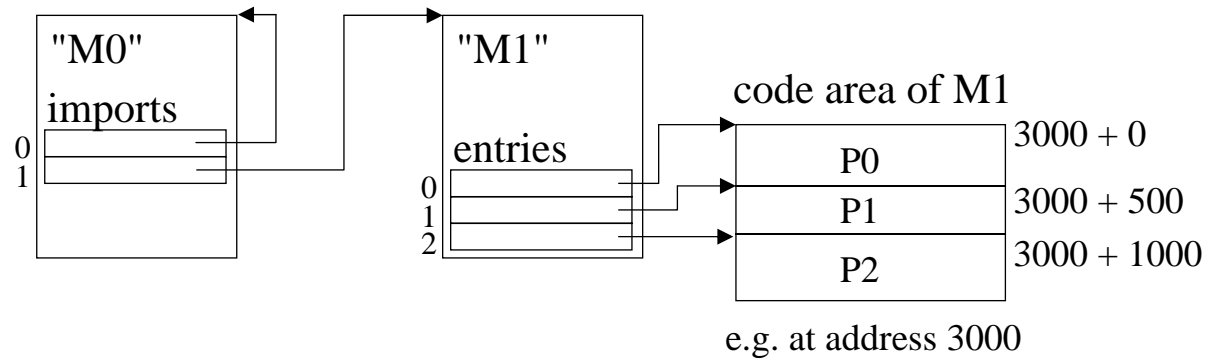 "M0"
imports
0
1
"M1"
entries
0
1
2
code area of M1
P0
P1
P2
3000 + 0
3000 + 500
3000 + 1000
e.g. at address 3000